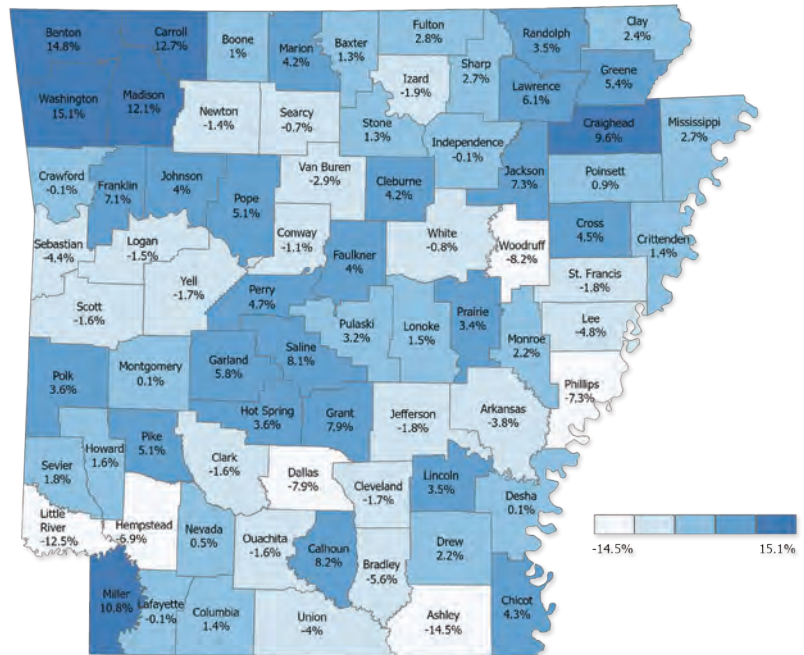 Benton
14.8%
Carroll
12.7%
Boone
1%
Marion
4.2%
Baxter
1.3%
Fulton
2.8%
Randolph
3.5%
Clay
2.4%
Izard
-1.9%
Sharp
2.7%
Lawrence
6.1%
Greene
5.4%
Washington
15.1%
Madison
12.1%
Newton
-1.4%
Searcy
-0.7%
Stone
1.3%
Independence
-0.1%
Craighead
9.6%
Mississippi
2.7%
Crawford
-0.1%
Franklin
7.1%
Johnson
4%
Pope
5.1%
Van Buren
-2.9%
Cleburne
4.2%
Jackson
7.3%
Poinsett
0.9%
Sebastian
-4.4%
Logan
-1.5%
Conway
-1.1%
Faulkner
4%
White
-0.8%
Woodruff
-8.2%
Cross
4.5%
Crittenden
1.4%
St. Francis
-1.8%
Scott
-1.6%
Yell
-1.7%
Perry
4.7%
Pulaski
3.2%
Lonoke
1.5%
Prairie
3.4%
Monroe
2.2%
Lee
-4.8%
Phillips
-7.3%
Polk
3.6%
Montgomery
0.1%
Garland
5.8%
Saline
8.1%
Hot Spring
3.6%
Grant
7.9%
Jefferson
-1.8%
Arkansas
-3.8%
Sevier
1.8%
Howard
1.6%
Pike
5.1%
Clark
-1.6%
Dallas
-7.9%
Cleveland
-1.7%
Lincoln
3.5%
Desha
0.1%
Little
River
-12.5%
Hempstead
-6.9%
Nevada
0.5%
Ouachita
-1.6%
Calhoun
8.2%
Bradley
-5.6%
Drew
2.2%
Miller
10.8%
Lafayette
-0.1%
Columbia
1.4%
Union
-4%
Ashley
-14.5%
Chicot
4.3%
-14.5%
15.1%